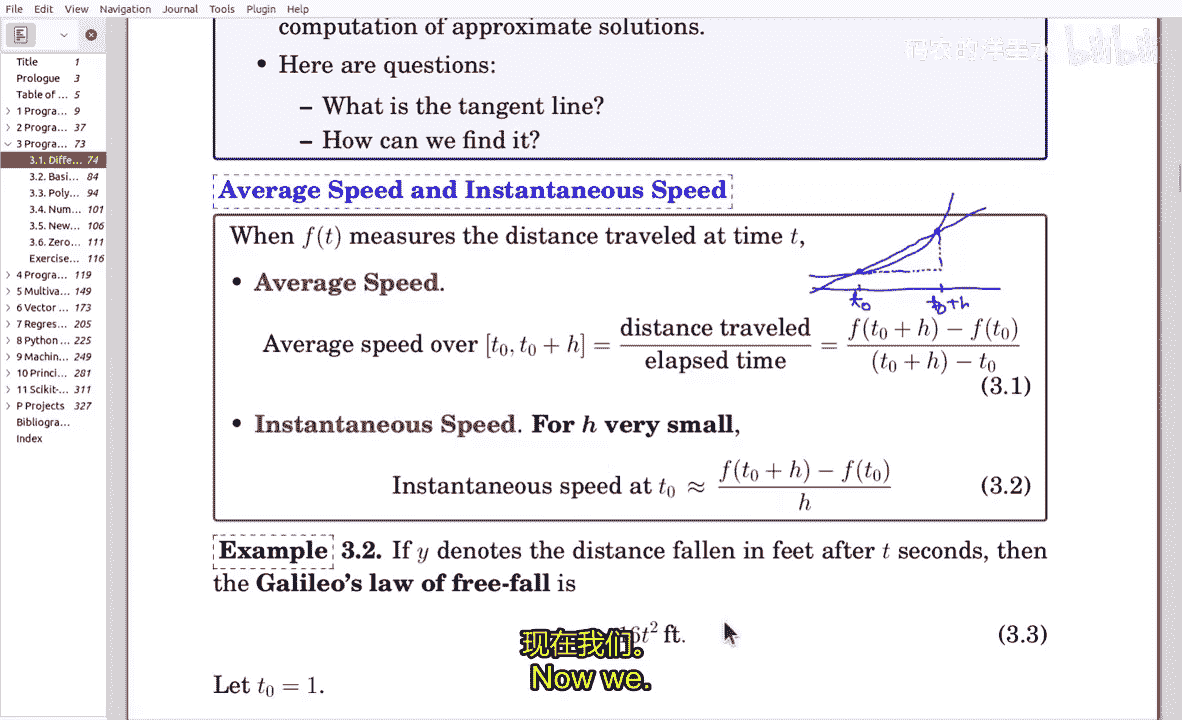 File Edit View Navigation Journal Tools Plugin Help
Title 1
Prologue 3
Table of ... 5
1 Progra... 9
2 Progra... 37
3 Progra... 73
3.1. Diffe... 74
3.2. Basi... 84
3.3. Poly... 94
3.4. Num... 101
3.5. New... 106
3.6. Zero... 111
Exercise... 116
4 Progra... 119
5 Multiva... 149
6 Vector ... 173
7 Regres... 205
8 Python ... 225
9 Machin... 249
10 Princi... 281
11 Scikit-... 311
P Projects 327
Bibliogra...
Index
computation of approximate solutions.
• Here are questions:
– What is the tangent line?
– How can we find it?
Average Speed and Instantaneous Speed
When f(t) measures the distance traveled at time t,
• Average Speed.
t₀ t₀+h
Average speed over [t₀, t₀ + h] = distance traveled / elapsed time = f(t₀ + h) − f(t₀) / (t₀ + h) − t₀
(3.1)
• Instantaneous Speed. For h very small,
Instantaneous speed at t₀ ≈ f(t₀ + h) − f(t₀) / h (3.2)
Example 3.2. If y denotes the distance fallen in feet after t seconds, then
the Galileo's law of free-fall is
t² ft. (3.3)
Let t₀ = 1.
现在我们。
Now we.